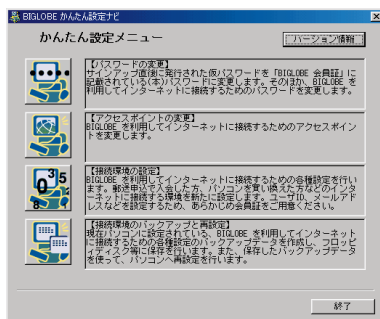 BIGLOBE かんたん設定ナビ
かんたん設定メニュー
バージョン情報
【パスワードの変更】
サインアップ直後に発行された仮パスワードを「BIGLOBE 会員証」に
記載されている(本)パスワードに変更します。そのほか、BIGLOBE を
利用してインターネットに接続するためのパスワードを変更します。
【アクセスポイントの変更】
BIGLOBE を利用してインターネットに接続するためのアクセスポイン
トを変更します。
【接続環境の設定】
BIGLOBE を利用してインターネットに接続するための各種設定を行い
ます。郵送申込で入会した方、パソコンを買い換えた方などのインタ
ーネットに接続する環境を新たに設定します。ユーザID、メールアド
レスなどを設定するため、あらかじめ会員証をご用意ください。
【接続環境のバックアップと再設定】
現在パソコンに設定されている、BIGLOBE を利用してインターネット
に接続するための各種設定のバックアップデータを作成し、フロッピ
ィディスク等に保存を行います。また、保存したバックアップデータ
を使って、パソコンへ再設定を行います。
終了